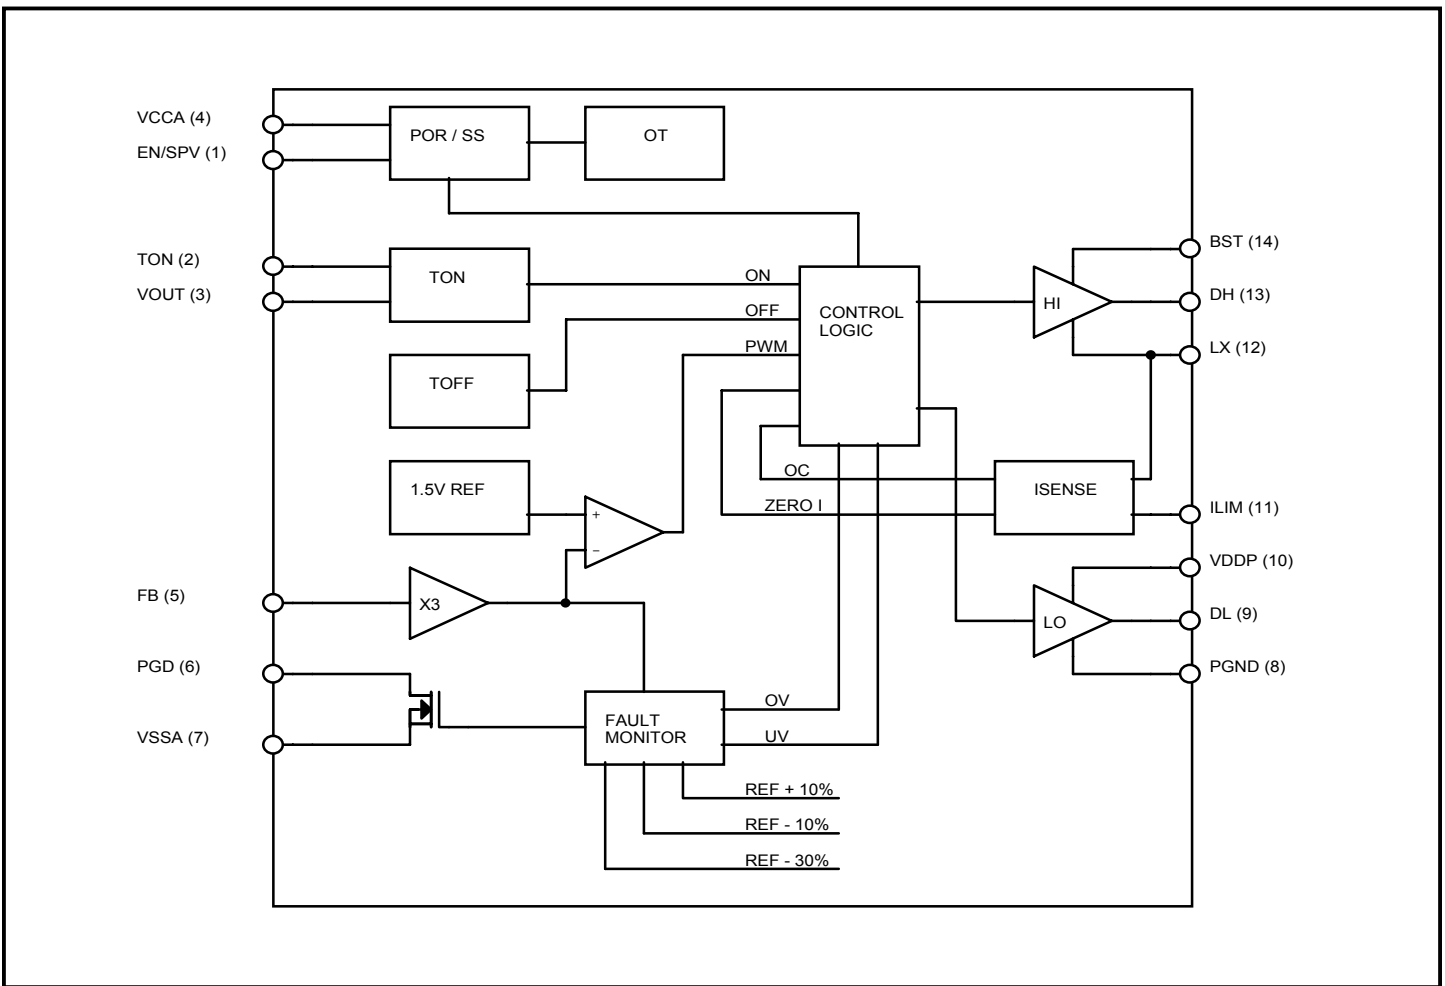 VCCA (4)
POR / SS
OT
EN/SPV (1)
BST (14)
TON (2)
TON
ON
VOUT (3)
DH (13)
HI
OFF
CONTROL
LOGIC
PWM
LX (12)
TOFF
OC
1.5V REF
ISENSE
ZERO I
+
−
ILIM (11)
VDDP (10)
FB (5)
X3
DL (9)
LO
PGD (6)
PGND (8)
OV
FAULT
MONITOR
VSSA (7)
UV
REF + 10%
REF - 10%
REF - 30%